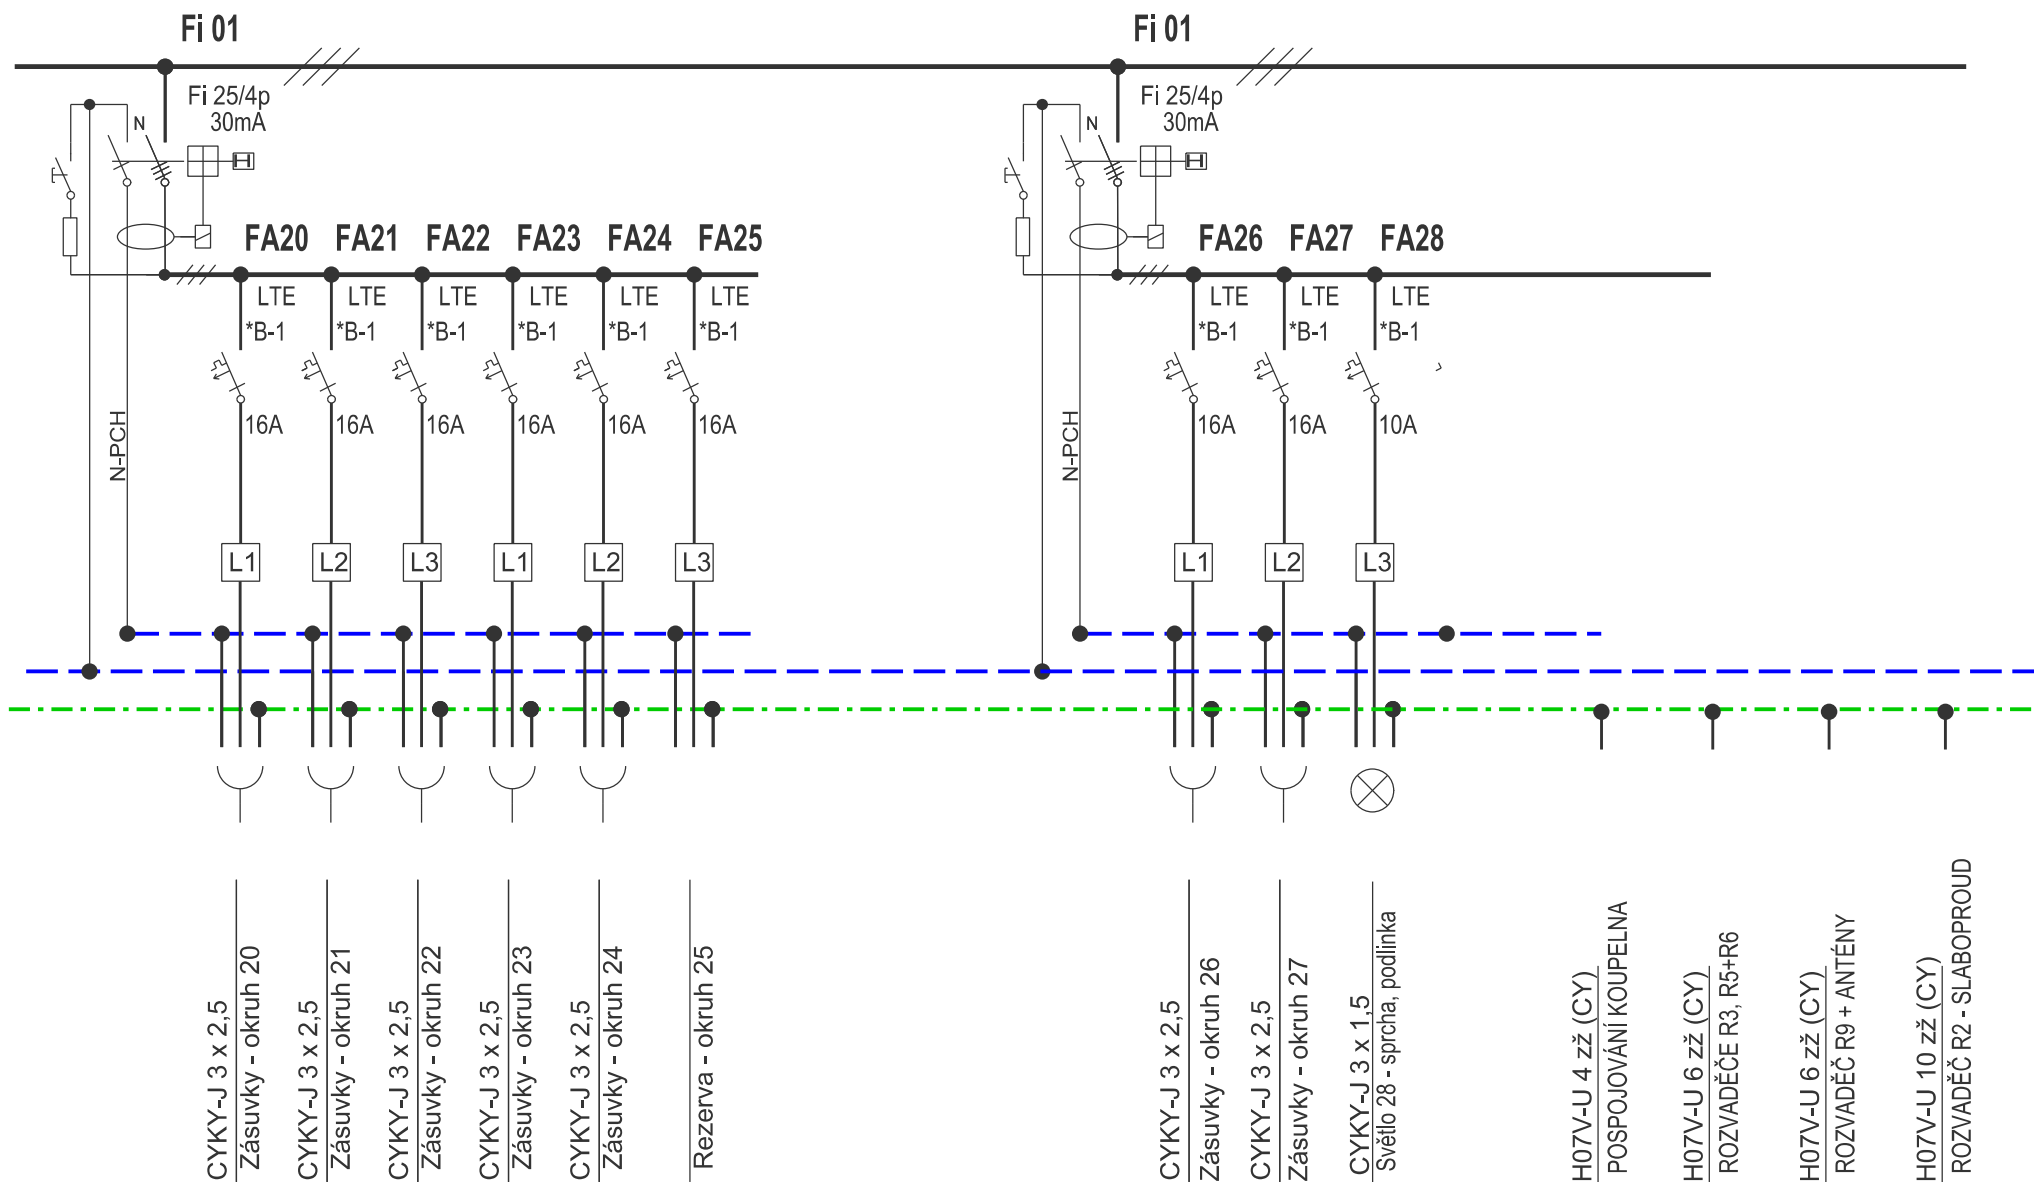 Fi 01
Fi 01
Fi 25/4p
30mA
Fi 25/4p
30mA
N
N
FA20 FA21 FA22 FA23 FA24 FA25
FA26 FA27 FA28
LTE LTE LTE LTE LTE LTE
LTE LTE LTE
*B-1 *B-1 *B-1 *B-1 *B-1 *B-1
*B-1 *B-1 *B-1
16A 16A 16A 16A 16A 16A
16A 16A 10A
N-PCH
N-PCH
L1 L2 L3 L1 L2 L3
L1 L2 L3
CYKY-J 3 x 2,5
Zásuvky - okruh 20
CYKY-J 3 x 2,5
Zásuvky - okruh 21
CYKY-J 3 x 2,5
Zásuvky - okruh 22
CYKY-J 3 x 2,5
Zásuvky - okruh 23
CYKY-J 3 x 2,5
Zásuvky - okruh 24
Rezerva - okruh 25
CYKY-J 3 x 2,5
Zásuvky - okruh 26
CYKY-J 3 x 2,5
Zásuvky - okruh 27
CYKY-J 3 x 1,5
Světlo 28 - sprcha, podlinka
H07V-U 4 zž (CY)
POSPOJOVÁNÍ KOUPELNA
H07V-U 6 zž (CY)
ROZVADĚČE R3, R5+R6
H07V-U 6 zž (CY)
ROZVADĚČ R9 + ANTÉNY
H07V-U 10 zž (CY)
ROZVADĚČ R2 - SLABOPROUD